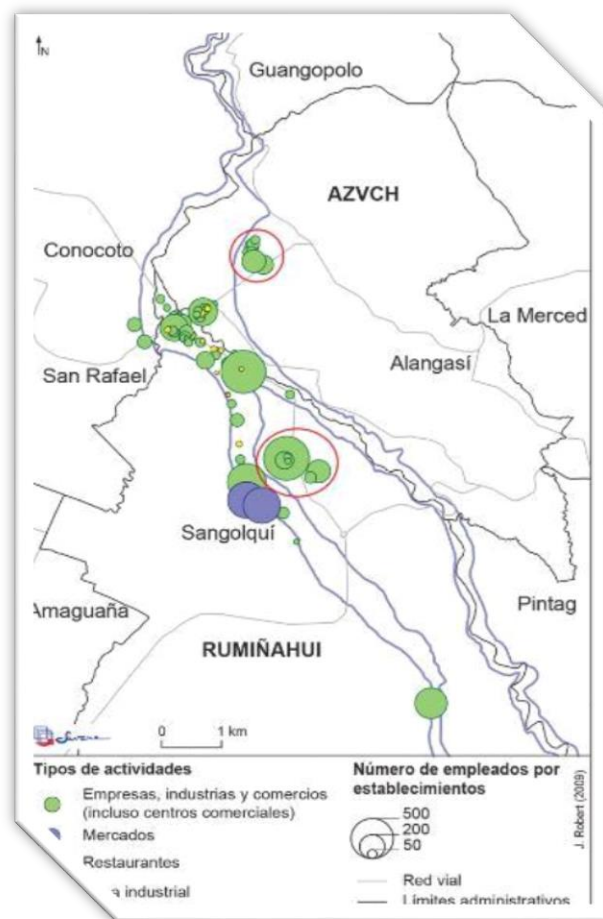 N
Guangopolo
AZVCH
Conocoto
La Merced
Alangasí
San Rafael
Sangolquí
Amaguaña
Pintag
RUMIÑAHUI
0 1 km
Tipos de actividades
Empresas, industrias y comercios
(incluso centros comerciales)
Mercados
Restaurantes
industrial
Número de empleados por
establecimientos
500
200
50
Red vial
Límites administrativos
J. Robert (2009)